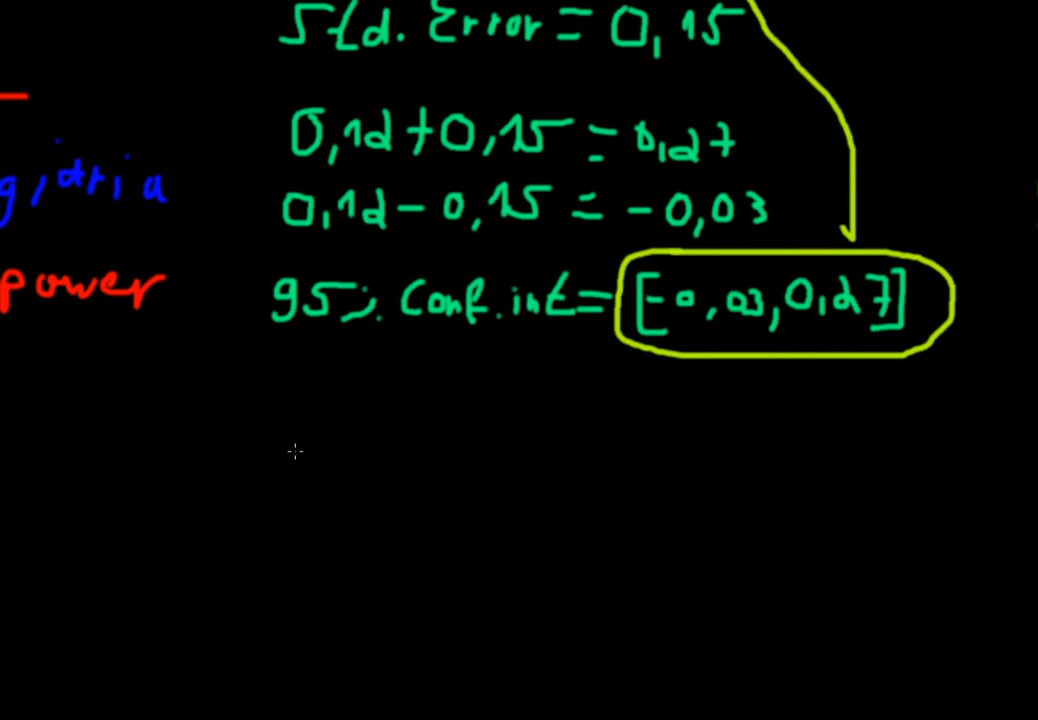 Std. Error = 0,15
0,12+0,15 = 0,27
0,12 - 0,15 = -0,03
power
95%. Conf.int= [-0,03,0,27]